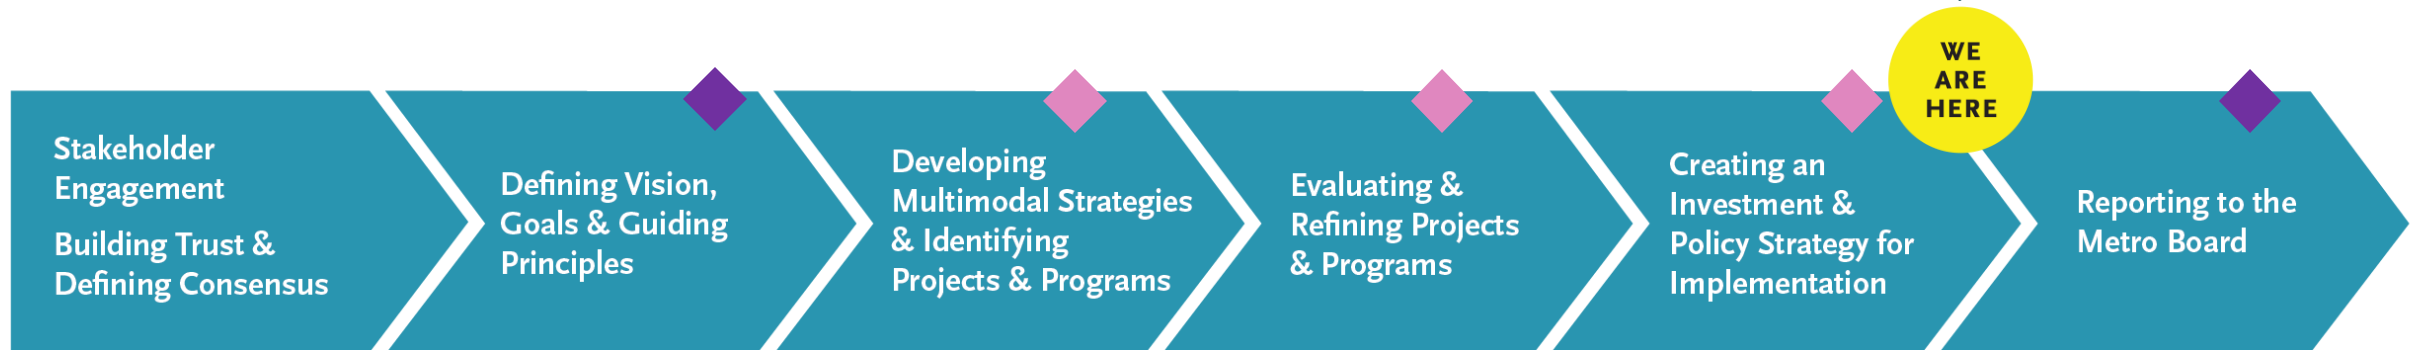 Stakeholder
Engagement
Building Trust &
Defining Consensus
Defining Vision,
Goals & Guiding
Principles
Developing
Multimodal Strategies
& Identifying
Projects & Programs
Evaluating &
Refining Projects
& Programs
Creating an
Investment &
Policy Strategy for
Implementation
WE
ARE
HERE
Reporting to the
Metro Board